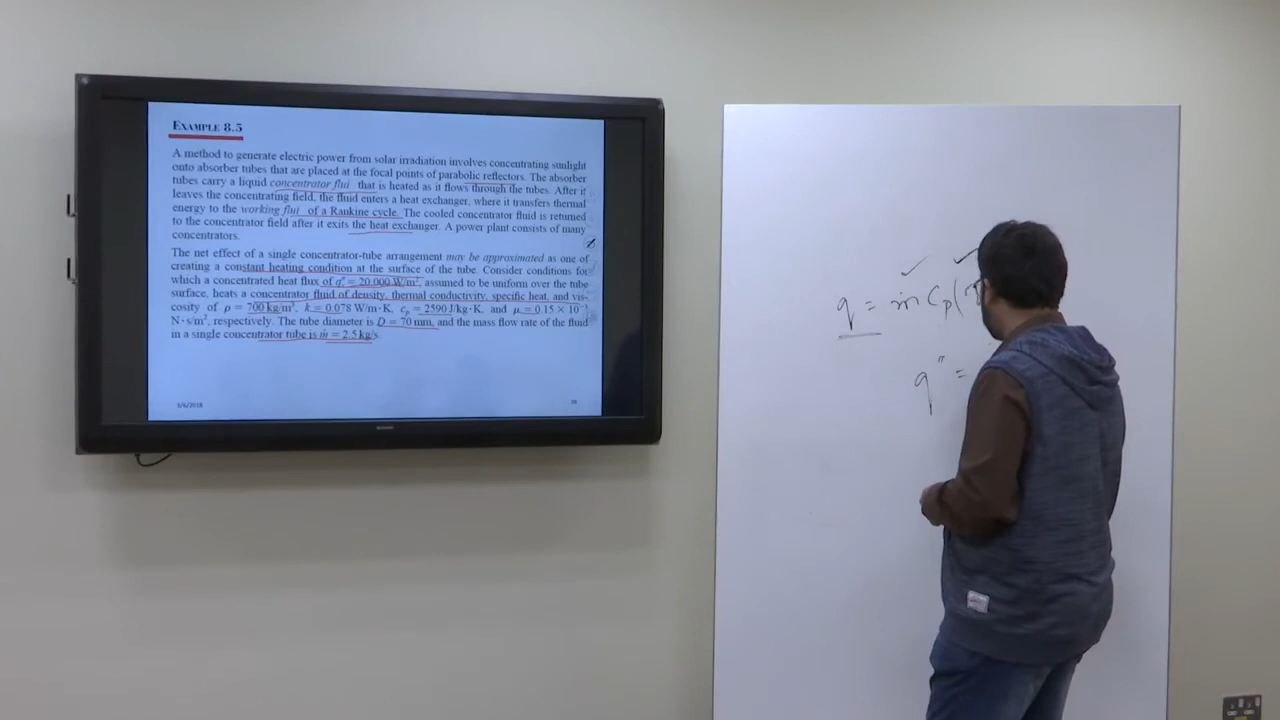 EXAMPLE 8.5
A method to generate electric power from solar irradiation involves concentrating sunlight
onto absorber tubes that are placed at the focal points of parabolic reflectors. The absorber
tubes carry a liquid concentrator flui that is heated as it flows through the tubes. After it
leaves the concentrating field, the fluid enters a heat exchanger, where it transfers thermal
energy to the working flui of a Rankine cycle. The cooled concentrator fluid is returned
to the concentrator field after it exits the heat exchanger. A power plant consists of many
concentrators.
The net effect of a single concentrator-tube arrangement may be approximated as one of
creating a constant heating condition at the surface of the tube. Consider conditions for
which a concentrated heat flux of q″ = 20,000 W/m², assumed to be uniform over the tube
surface, heats a concentrator fluid of density, thermal conductivity, specific heat, and vis-
cosity of ρ = 700 kg/m³, k = 0.078 W/m·K, cp = 2590 J/kg·K, and μ = 0.15 × 10⁻
N·s/m², respectively. The tube diameter is D = 70 mm, and the mass flow rate of the fluid
in a single concentrator tube is ṁ = 2.5 kg/s.
3/6/2018
q = ṁ Cp (
q″ =